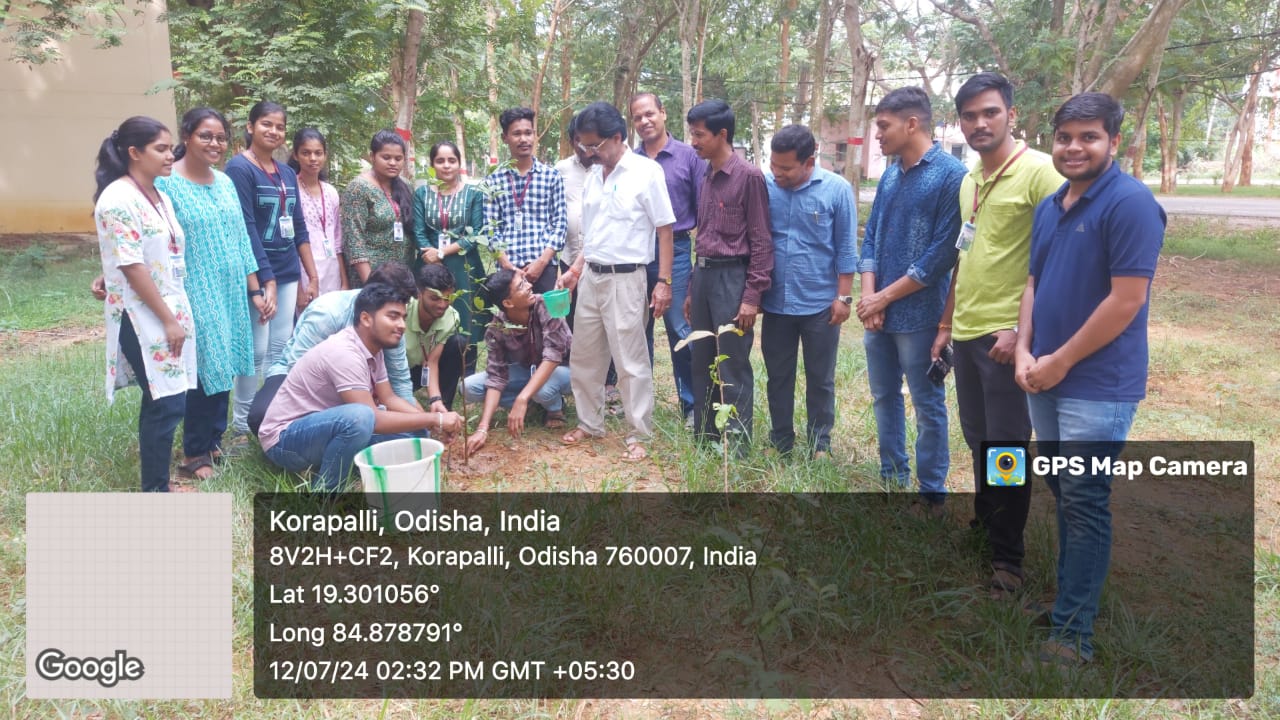 GPS Map Camera
Korapalli, Odisha, India
8V2H+CF2, Korapalli, Odisha 760007, India
Lat 19.301056°
Long 84.878791°
12/07/24 02:32 PM GMT +05:30
Google